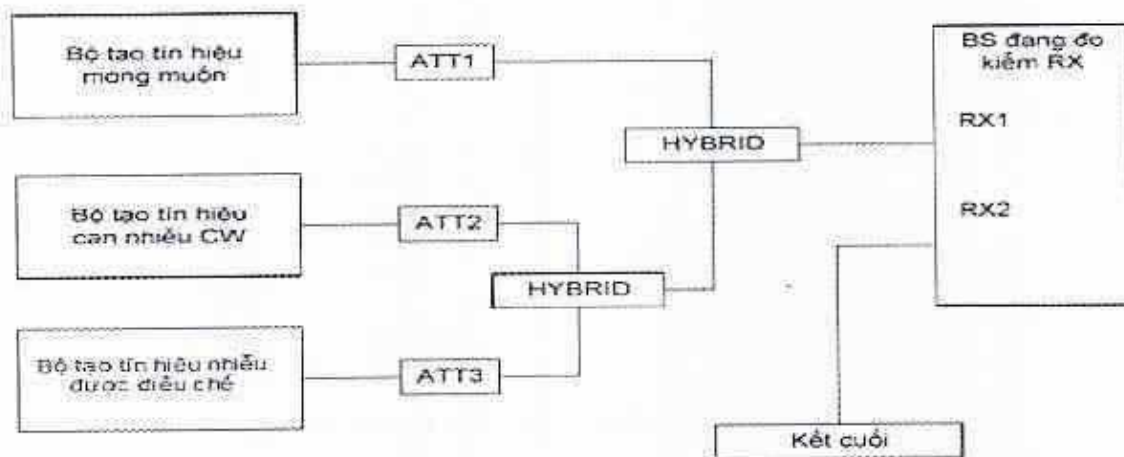 Bộ tạo tín hiệu
mong muốn
ATT1
BS đang đo
kiểm RX
RX1
HYBRID
Bộ tạo tín hiệu
can nhiễu CW
ATT2
RX2
HYBRID
Bộ tạo tín hiệu nhiễu
được điều chế
ATT3
Kết cuối